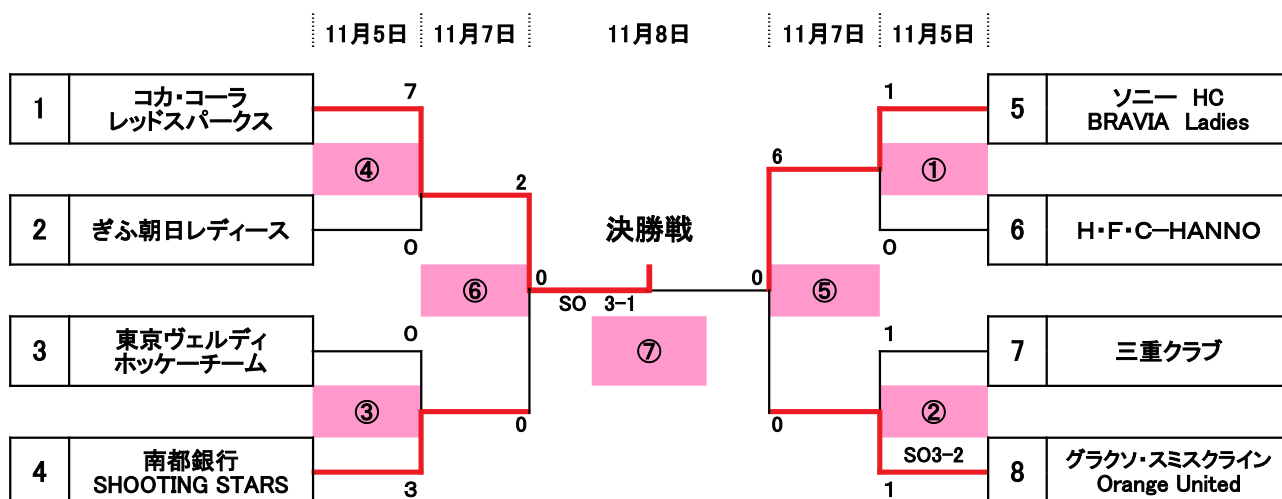 11月5日 11月7日 11月8日 11月7日 11月5日
1 コカ・コーラ レッドスパークス
7
④
2 ぎふ朝日レディース
0
2
⑥
3 東京ヴェルディ ホッケーチーム
0
③
4 南都銀行 SHOOTING STARS
3
0
決勝戦
0
SO 3-1
0
⑦
1
5 ソニー HC BRAVIA Ladies
6
①
6 H・F・C-HANNO
0
⑤
1
7 三重クラブ
②
0
SO3-2
8 グラクソ・スミスクライン Orange United
1